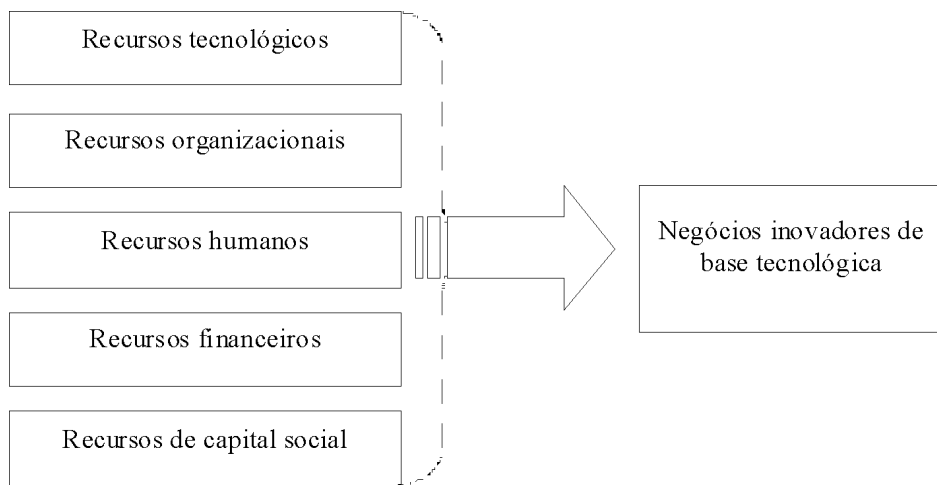 Recursos tecnológicos
Recursos organizacionais
Recursos humanos
Recursos financeiros
Recursos de capital social
Negócios inovadores de
base tecnológica